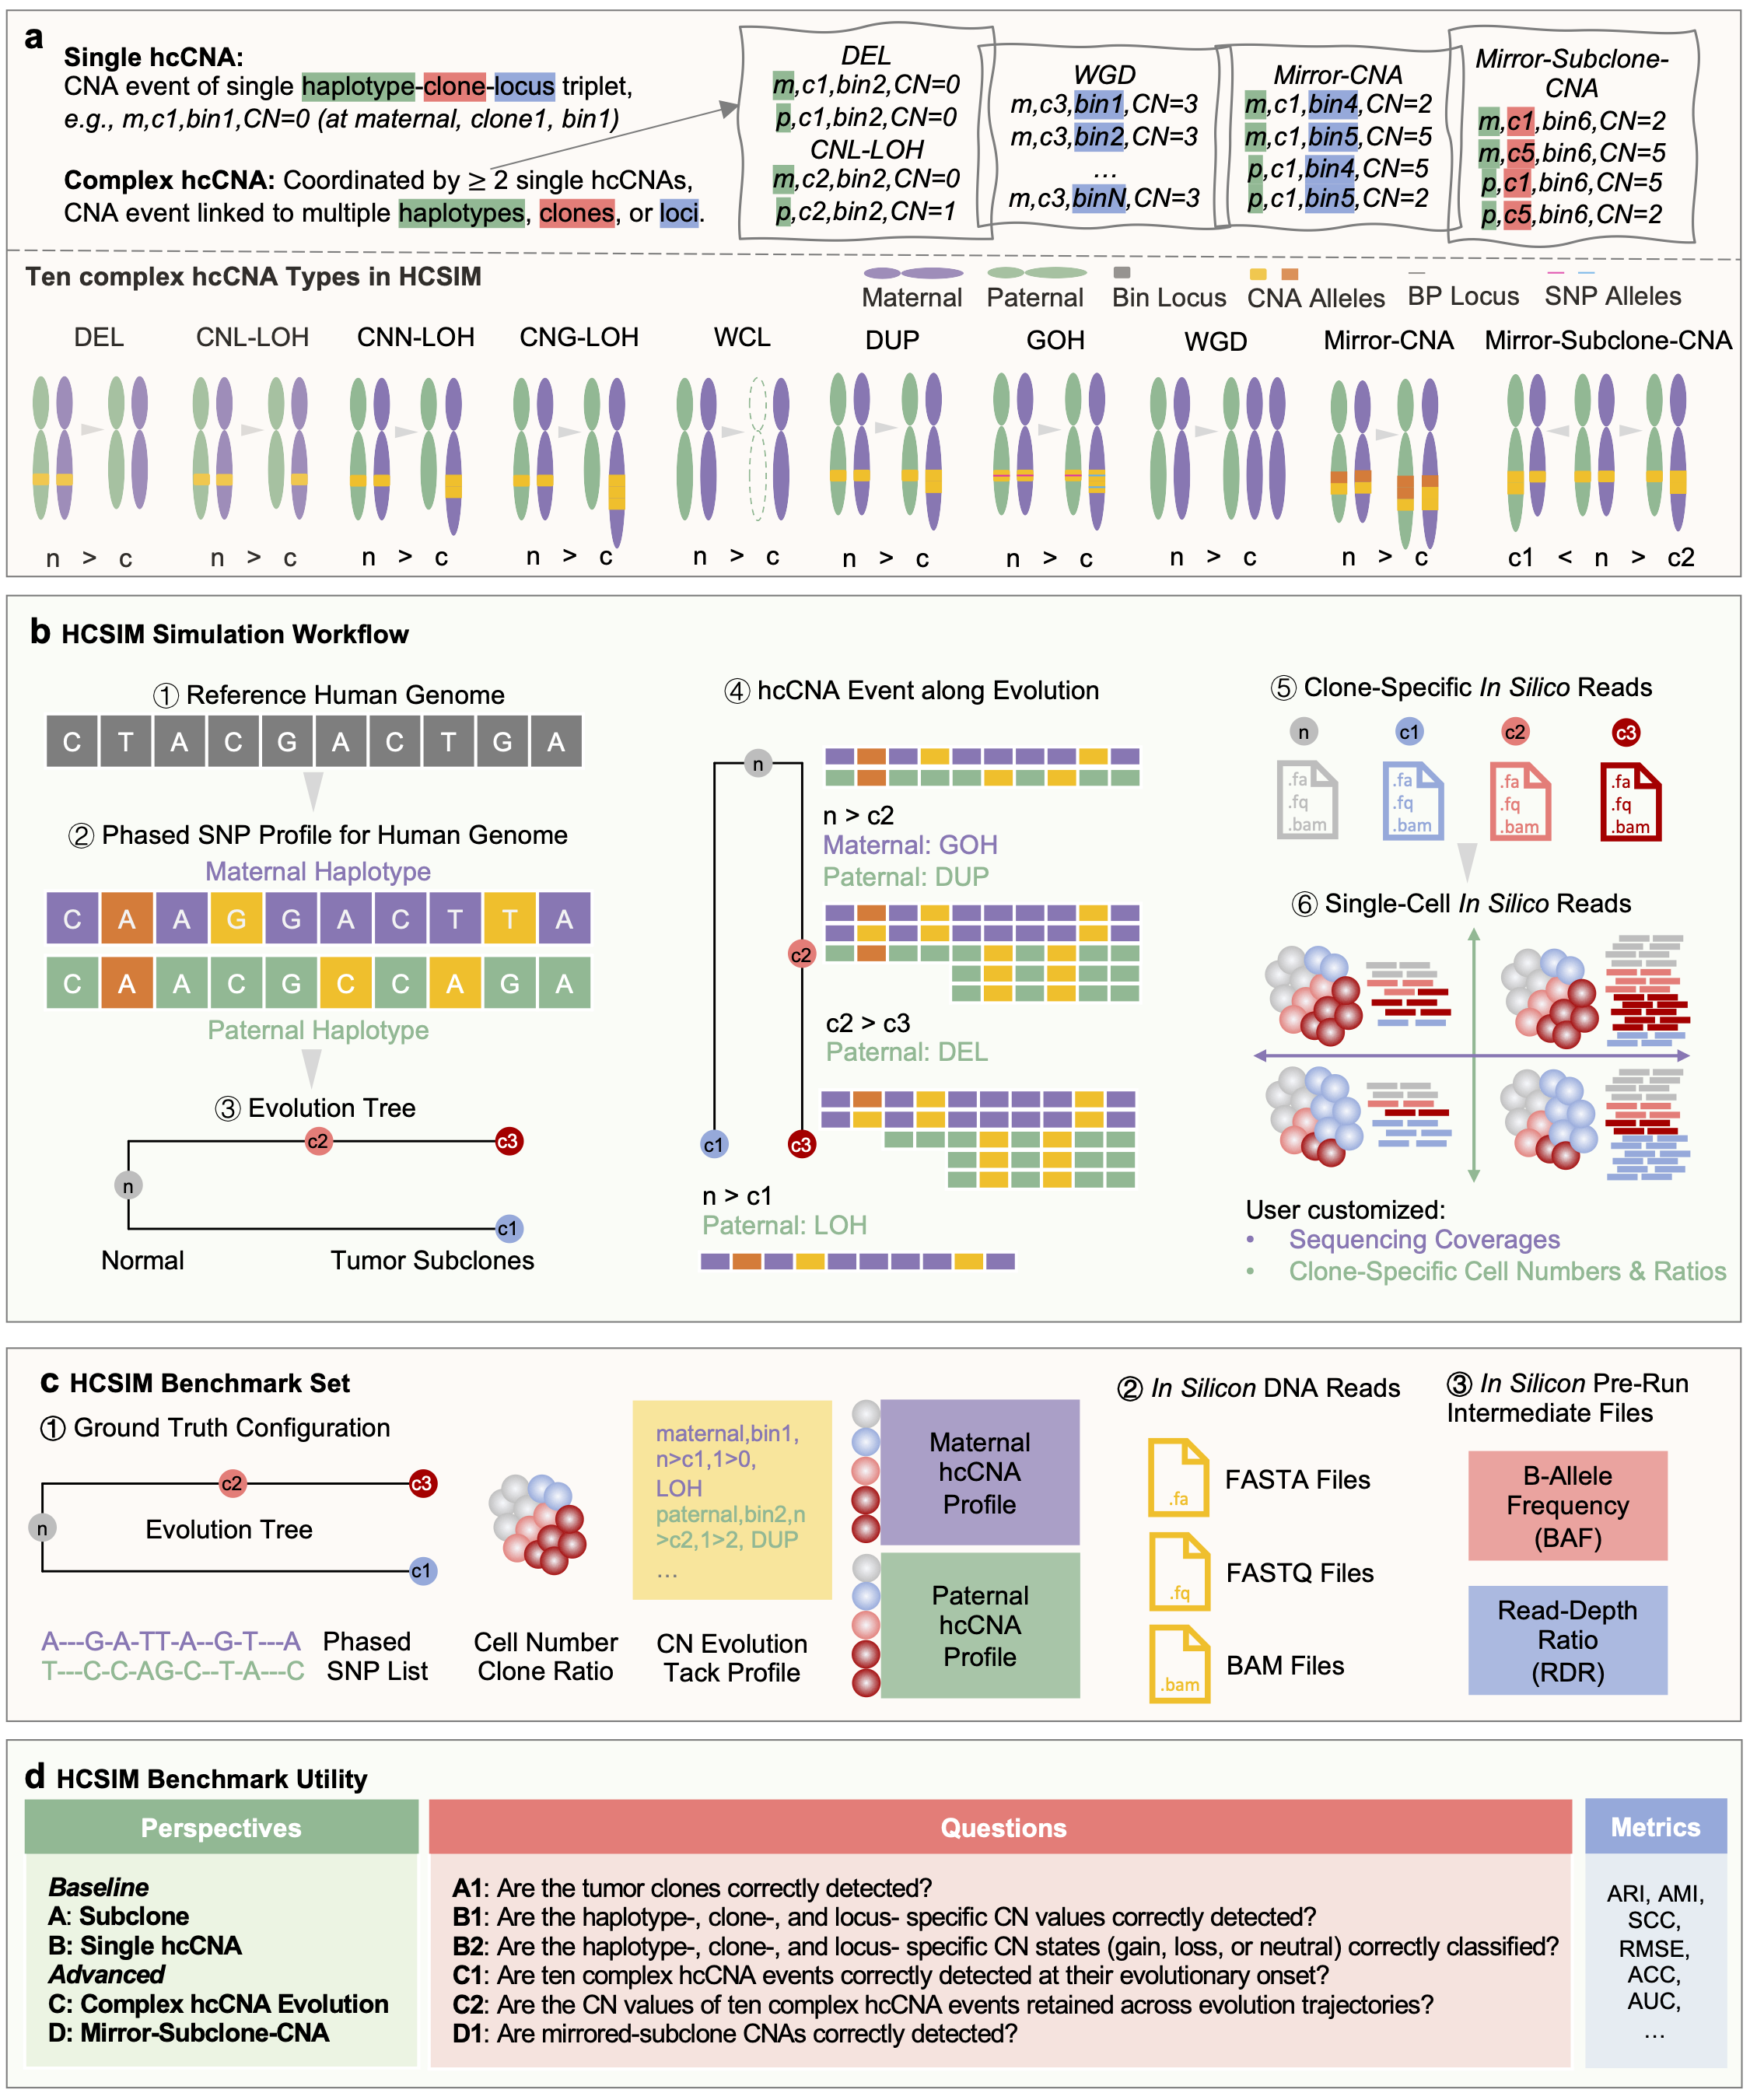 a
Single hcCNA:
CNA event of single haplotype-clone-locus triplet,
e.g., m,c1,bin1,CN=0 (at maternal, clone1, bin1)
Complex hcCNA: Coordinated by ≥ 2 single hcCNAs,
CNA event linked to multiple haplotypes, clones, or loci.
DEL
m,c1,bin2,CN=0
p,c1,bin2,CN=0
CNL-LOH
m,c2,bin2,CN=0
p,c2,bin2,CN=1
WGD
m,c3,bin1,CN=3
m,c3,bin2,CN=3
...
m,c3,binN,CN=3
Mirror-CNA
m,c1,bin4,CN=2
m,c1,bin5,CN=5
p,c1,bin4,CN=5
p,c1,bin5,CN=2
Mirror-Subclone-
CNA
m,c1,bin6,CN=2
m,c5,bin6,CN=5
p,c1,bin6,CN=5
p,c5,bin6,CN=2
Ten complex hcCNA Types in HCSIM
Maternal Paternal Bin Locus CNA Alleles BP Locus SNP Alleles
DEL CNL-LOH CNN-LOH CNG-LOH WCL DUP GOH WGD Mirror-CNA Mirror-Subclone-CNA
n > c n > c n > c n > c n > c n > c n > c n > c n > c c1 < n > c2
b HCSIM Simulation Workflow
① Reference Human Genome
C T A C G A C T G A
② Phased SNP Profile for Human Genome
Maternal Haplotype
C A A G G A C T T A
C A A C G C C A G A
Paternal Haplotype
③ Evolution Tree
c2 c3
n
c1
Normal Tumor Subclones
④ hcCNA Event along Evolution
n
n > c2
Maternal: GOH
Paternal: DUP
c2
c2 > c3
Paternal: DEL
c1 c3
n > c1
Paternal: LOH
⑤ Clone-Specific In Silico Reads
n c1 c2 c3
.fa .fa .fa .fa
.fq .fq .fq .fq
.bam .bam .bam .bam
⑥ Single-Cell In Silico Reads
User customized:
• Sequencing Coverages
• Clone-Specific Cell Numbers & Ratios
c HCSIM Benchmark Set
① Ground Truth Configuration
c2 c3
n
Evolution Tree
c1
A---G-A-TT-A--G-T---A Phased
T---C-C-AG-C--T-A---C SNP List
Cell Number
Clone Ratio
maternal,bin1,
n>c1,1>0,
LOH
paternal,bin2,n
>c2,1>2, DUP
...
CN Evolution
Tack Profile
Maternal
hcCNA
Profile
Paternal
hcCNA
Profile
② In Silicon DNA Reads
.fa FASTA Files
.fq FASTQ Files
.bam BAM Files
③ In Silicon Pre-Run
Intermediate Files
B-Allele
Frequency
(BAF)
Read-Depth
Ratio
(RDR)
d HCSIM Benchmark Utility
Perspectives
Baseline
A: Subclone
B: Single hcCNA
Advanced
C: Complex hcCNA Evolution
D: Mirror-Subclone-CNA
Questions
A1: Are the tumor clones correctly detected?
B1: Are the haplotype-, clone-, and locus- specific CN values correctly detected?
B2: Are the haplotype-, clone-, and locus- specific CN states (gain, loss, or neutral) correctly classified?
C1: Are ten complex hcCNA events correctly detected at their evolutionary onset?
C2: Are the CN values of ten complex hcCNA events retained across evolution trajectories?
D1: Are mirrored-subclone CNAs correctly detected?
Metrics
ARI, AMI,
SCC,
RMSE,
ACC,
AUC,
...